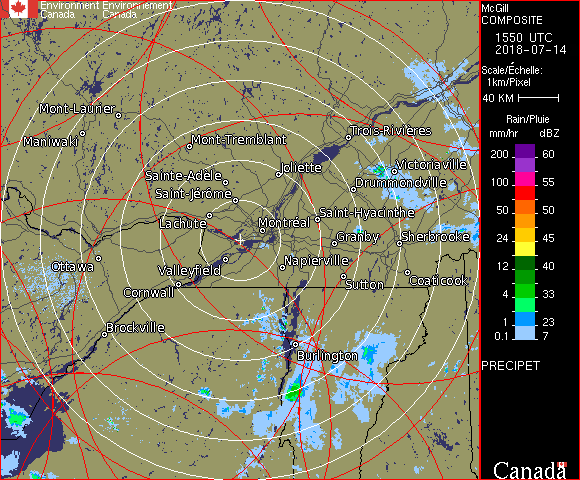 Environment Environnement
Canada Canada
Mont-Laurier
Maniwaki
Mont-Tremblant
Trois-Rivières
Joliette
Victoriaville
Sainte-Adèle
Drummondville
Saint-Jérôme
Lachute
Saint-Hyacinthe
Montréal
Granby
Sherbrooke
Ottawa
Valleyfield
Napierville
Cornwall
Sutton
Coaticook
Brockville
Burlington
McGill
COMPOSITE
1550 UTC
2018-07-14
Scale/Échelle:
1km/Pixel
40 KM
Rain/Pluie
mm/hr dBZ
200 60
100 55
50 50
24 45
12 40
4 33
1 23
0.1 7
PRECIPET
Canada